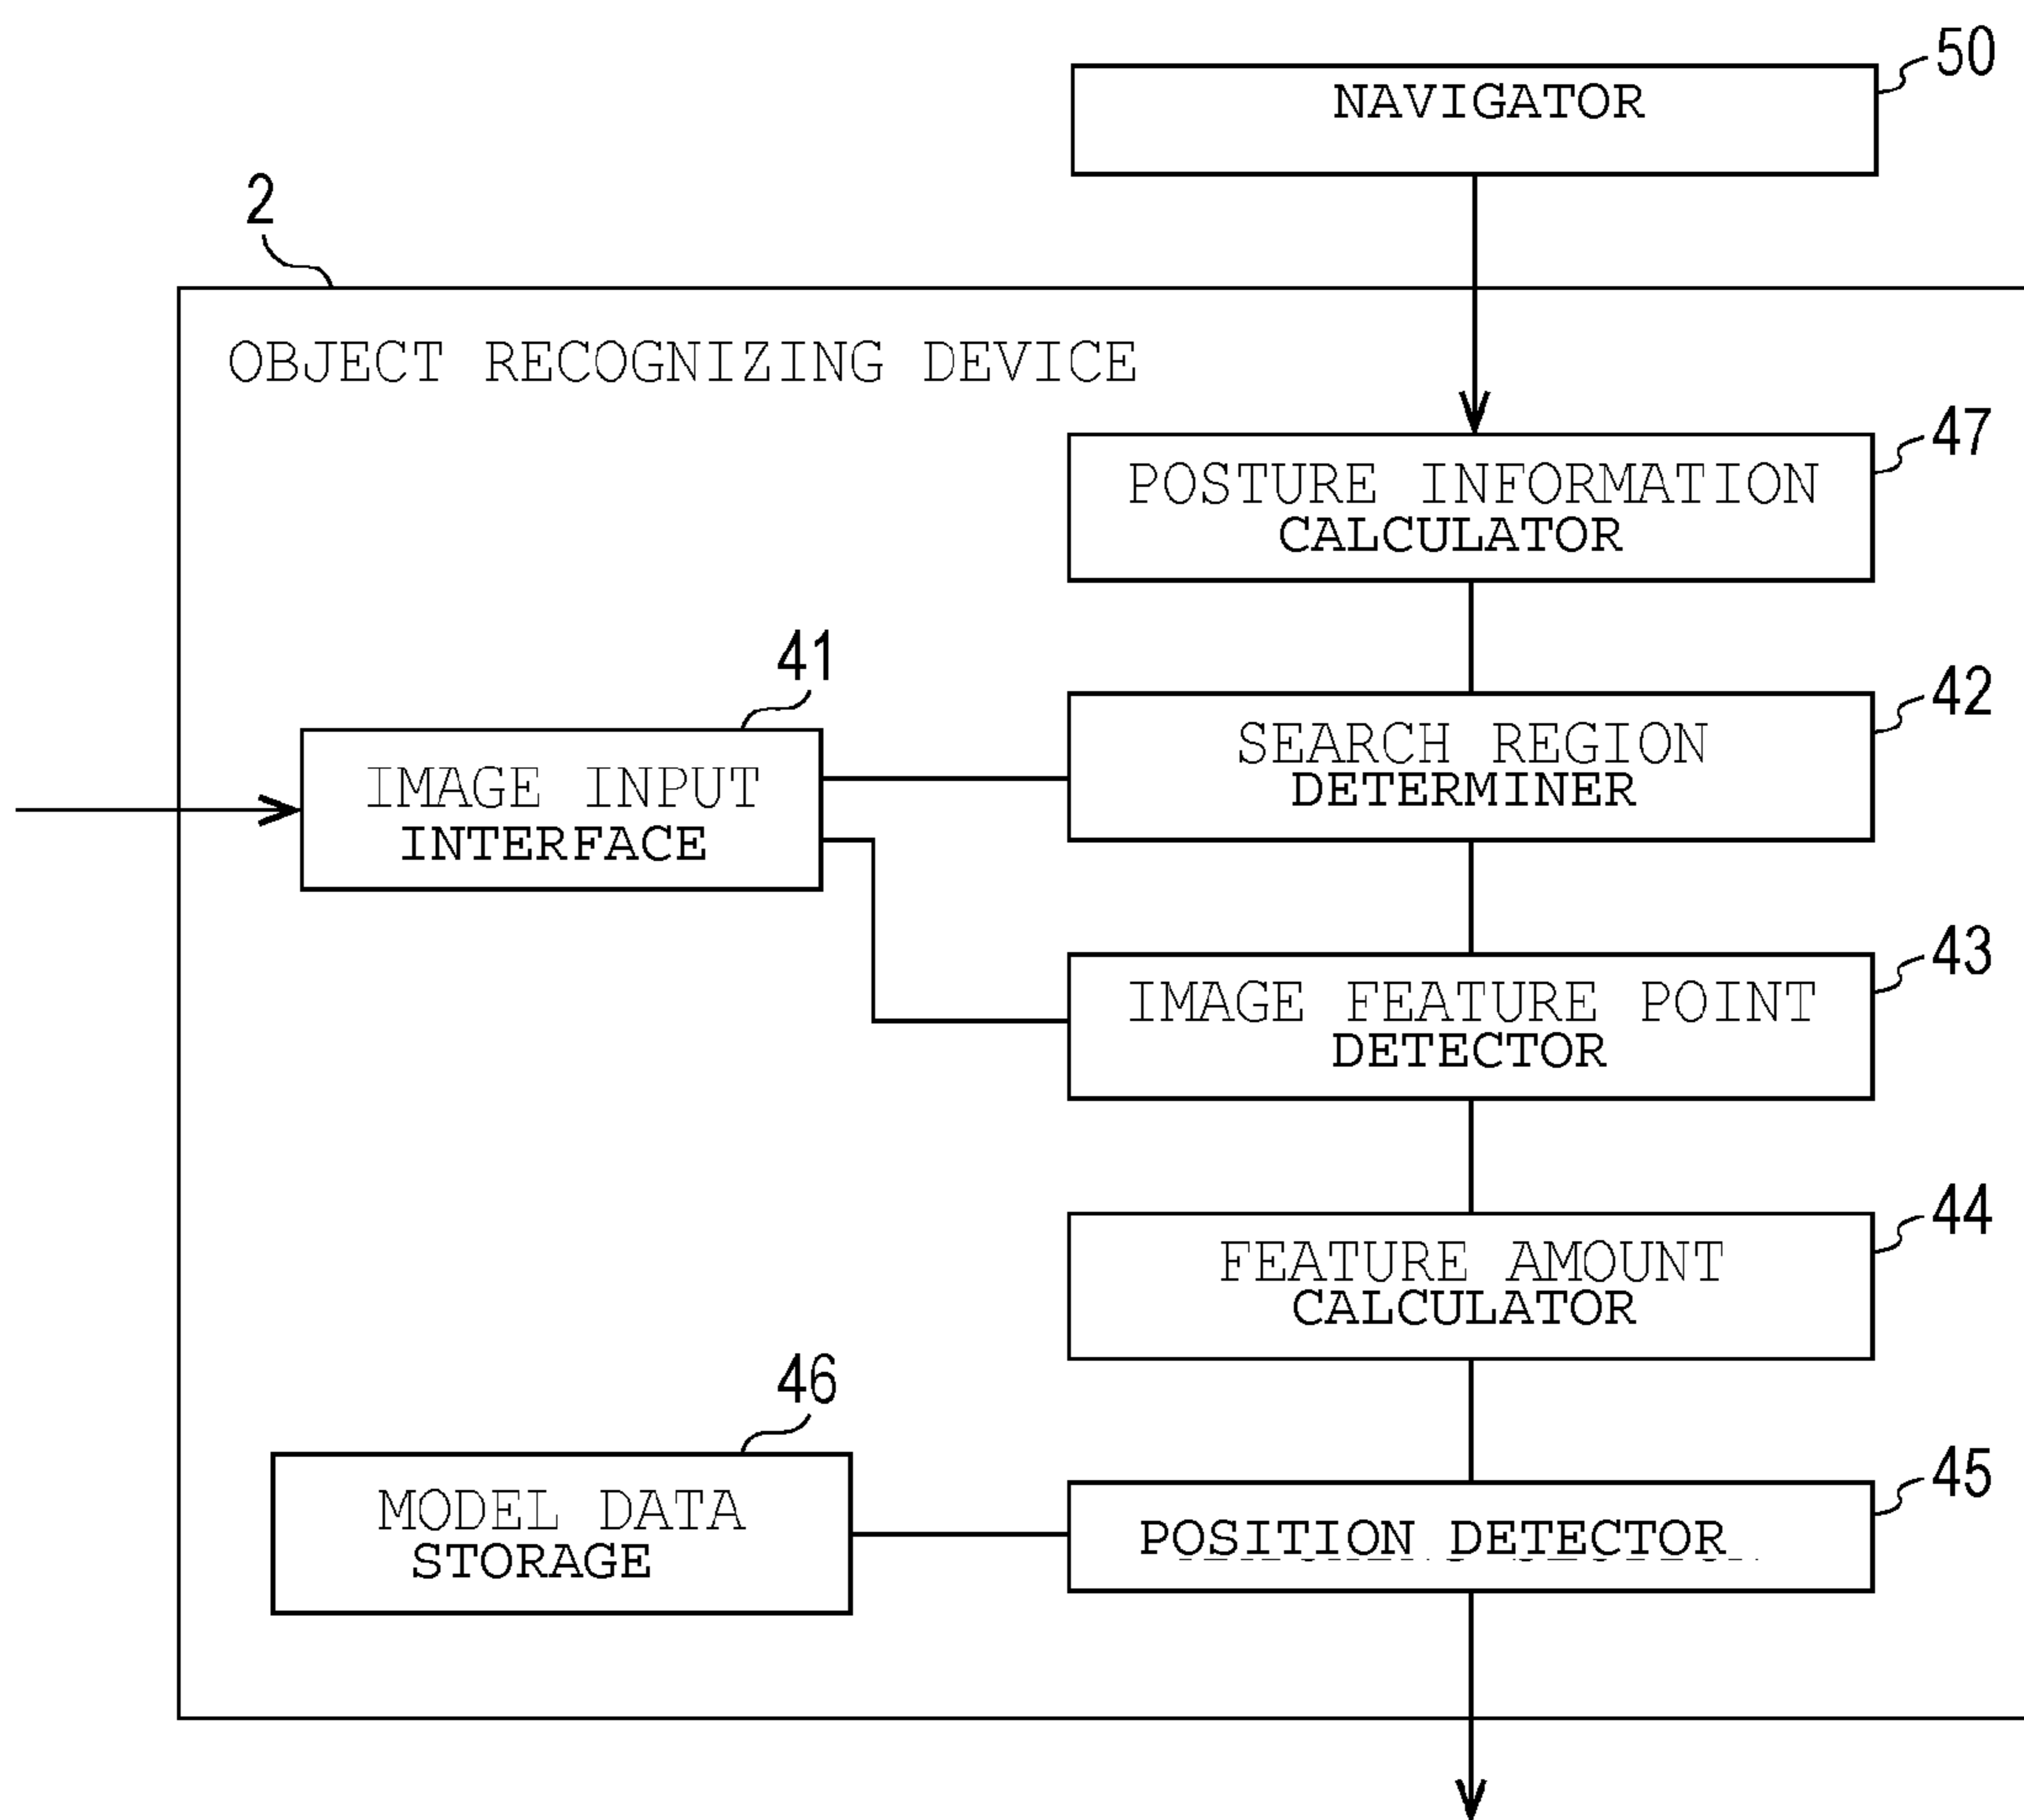 50
NAVIGATOR
2
OBJECT RECOGNIZING DEVICE
47
POSTURE INFORMATION
CALCULATOR
41
42
IMAGE INPUT
INTERFACE
SEARCH REGION
DETERMINER
43
IMAGE FEATURE POINT
DETECTOR
44
FEATURE AMOUNT
CALCULATOR
46
45
MODEL DATA
STORAGE
POSITION DETECTOR